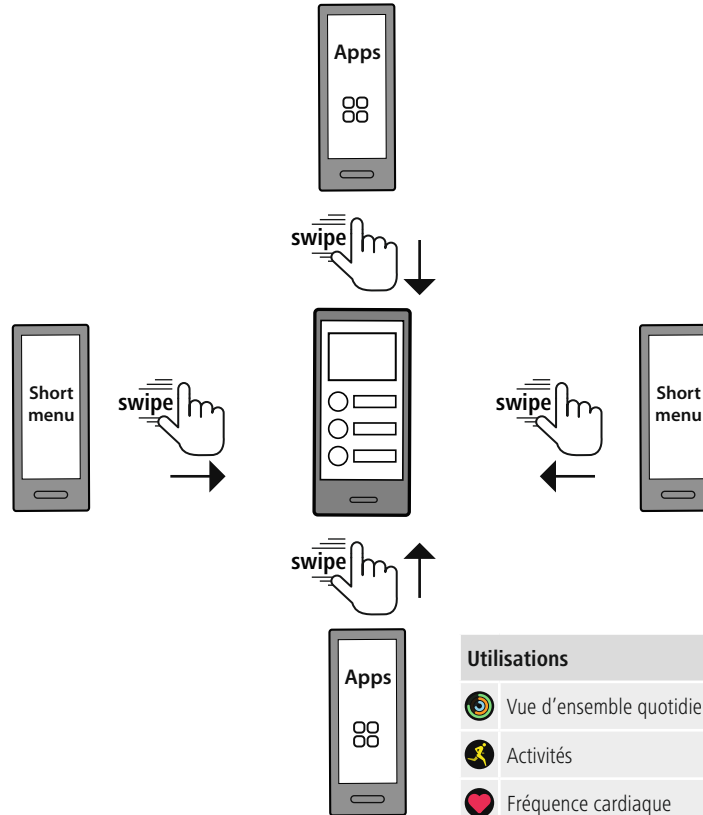 Apps
swipe
Short
menu
swipe
swipe
Short
menu
swipe
Apps
Utilisations
Vue d'ensemble quotidie
Activités
Fréquence cardiaque